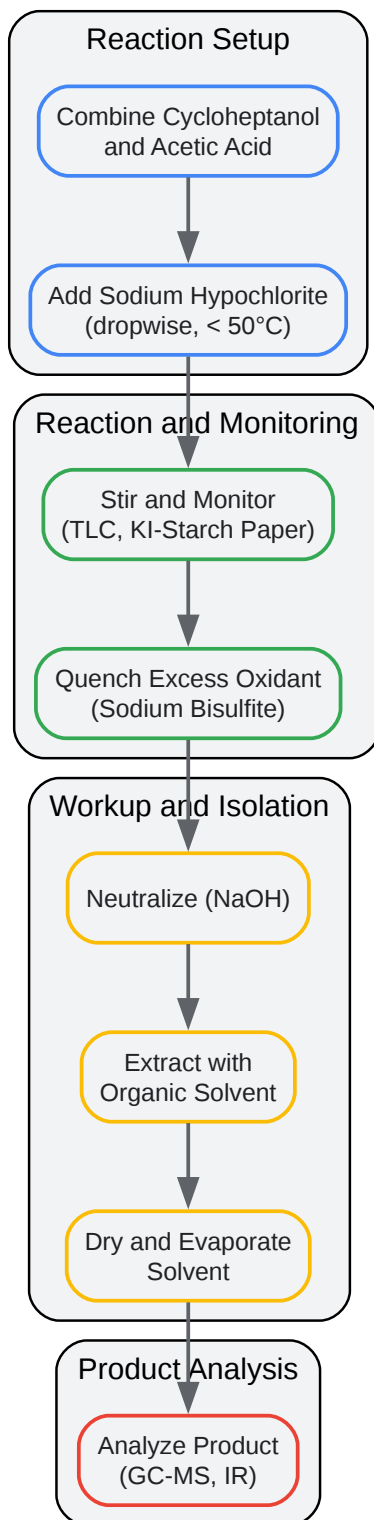 Reaction Setup
Combine Cycloheptanol
and Acetic Acid
Add Sodium Hypochlorite
(dropwise, < 50°C)
Reaction and Monitoring
Stir and Monitor
(TLC, KI-Starch Paper)
Quench Excess Oxidant
(Sodium Bisulfite)
Workup and Isolation
Neutralize (NaOH)
Extract with
Organic Solvent
Dry and Evaporate
Solvent
Product Analysis
Analyze Product
(GC-MS, IR)